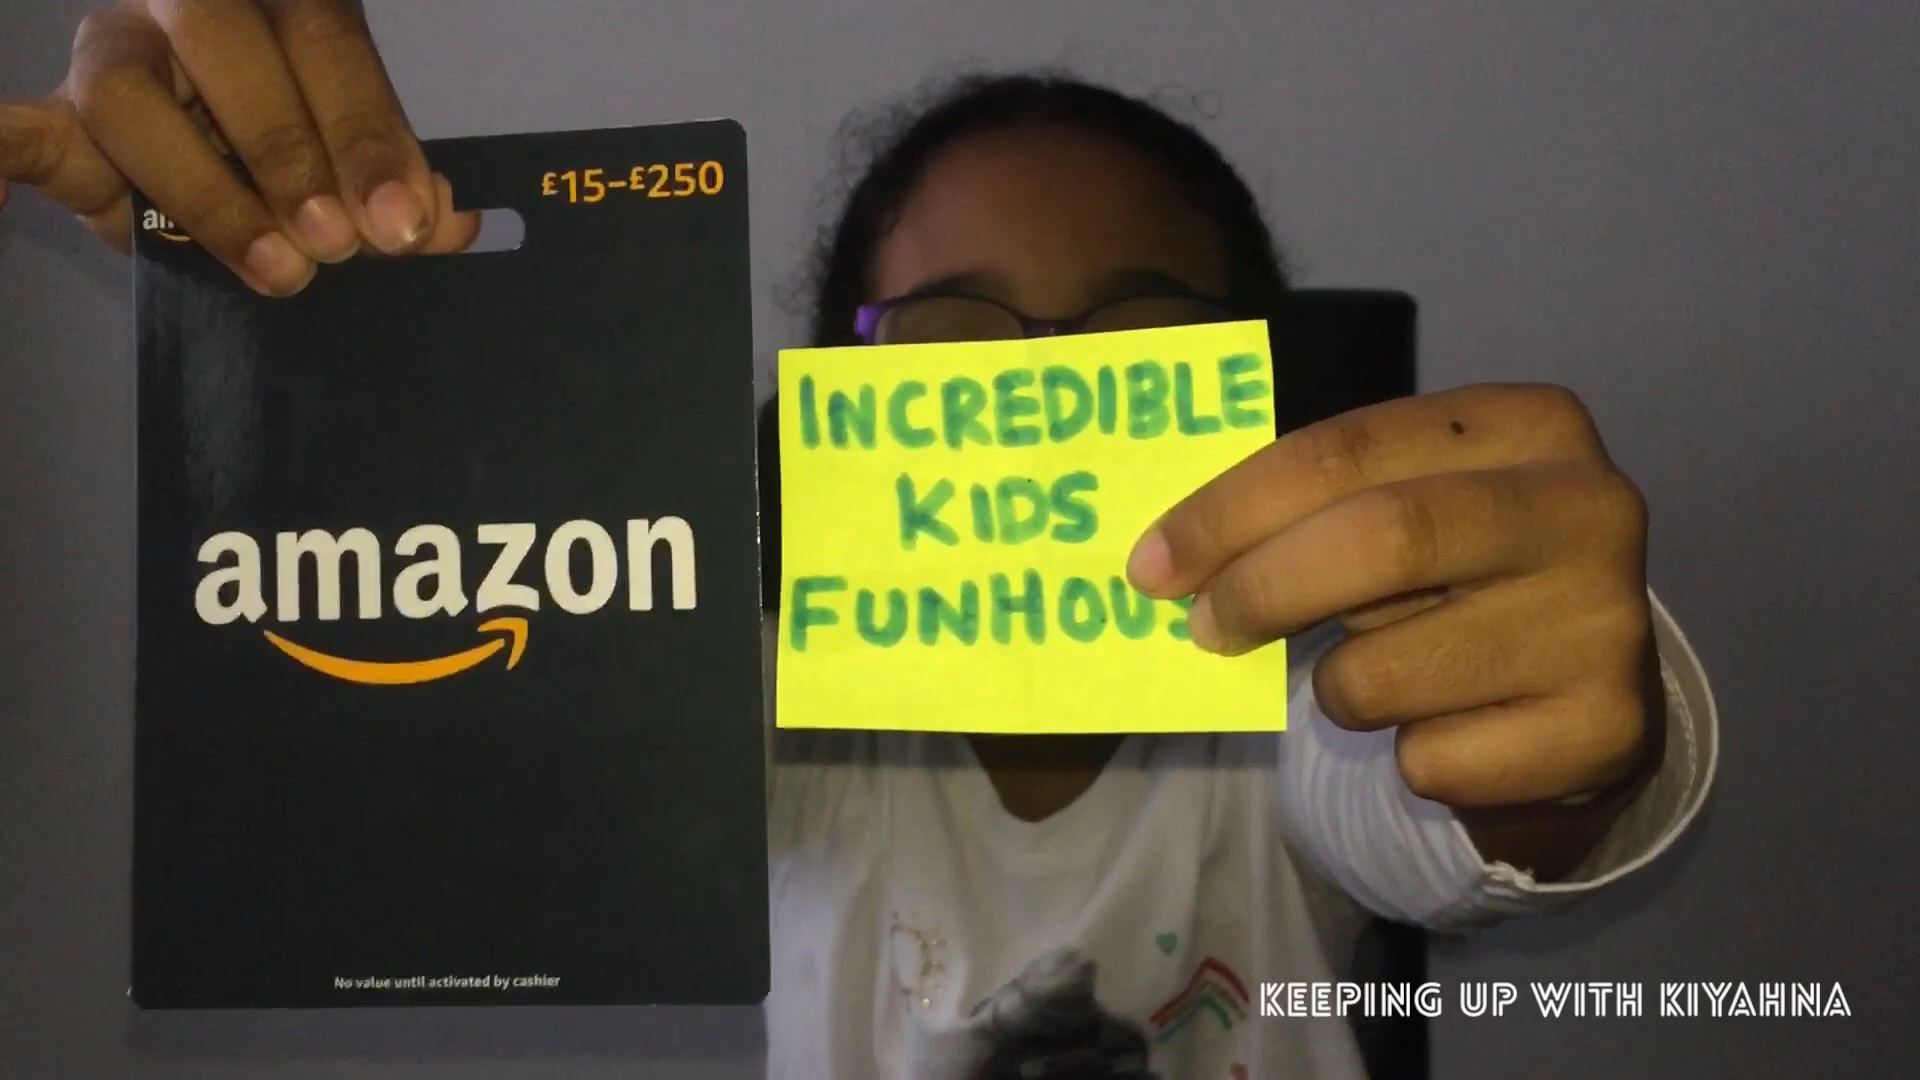 £15-£250
amazon
No value until activated by cashier
INCREDIBLE
KIDS
FUNHOUS
KEEPING UP WITH KIYAHNA